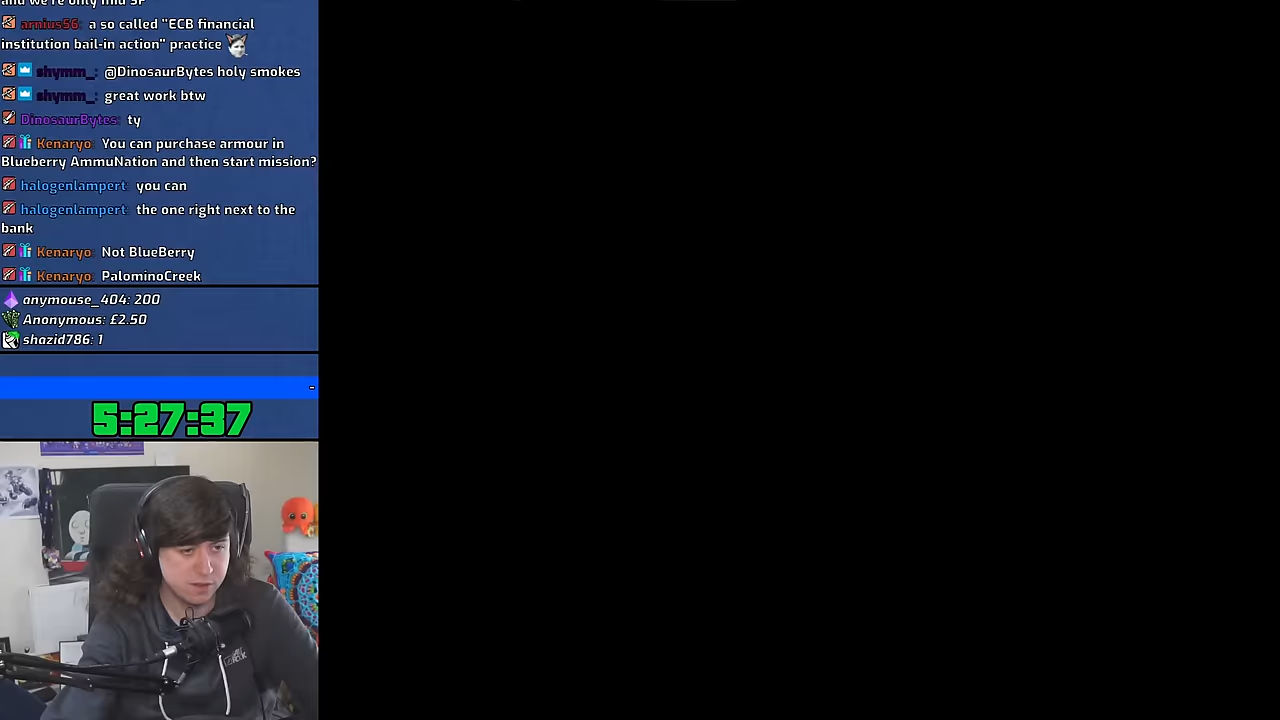 arnius56: a so called "ECB financial
institution bail-in action" practice
shymm_: @DinosaurBytes holy smokes
shymm_: great work btw
DinosaurBytes: ty
Kenaryo: You can purchase armour in
Blueberry AmmuNation and then start mission?
halogenlampert: you can
halogenlampert: the one right next to the
bank
Kenaryo: Not BlueBerry
Kenaryo: PalominoCreek
anymouse_404: 200
Anonymous: £2.50
shazid786: 1
-
5:27:37